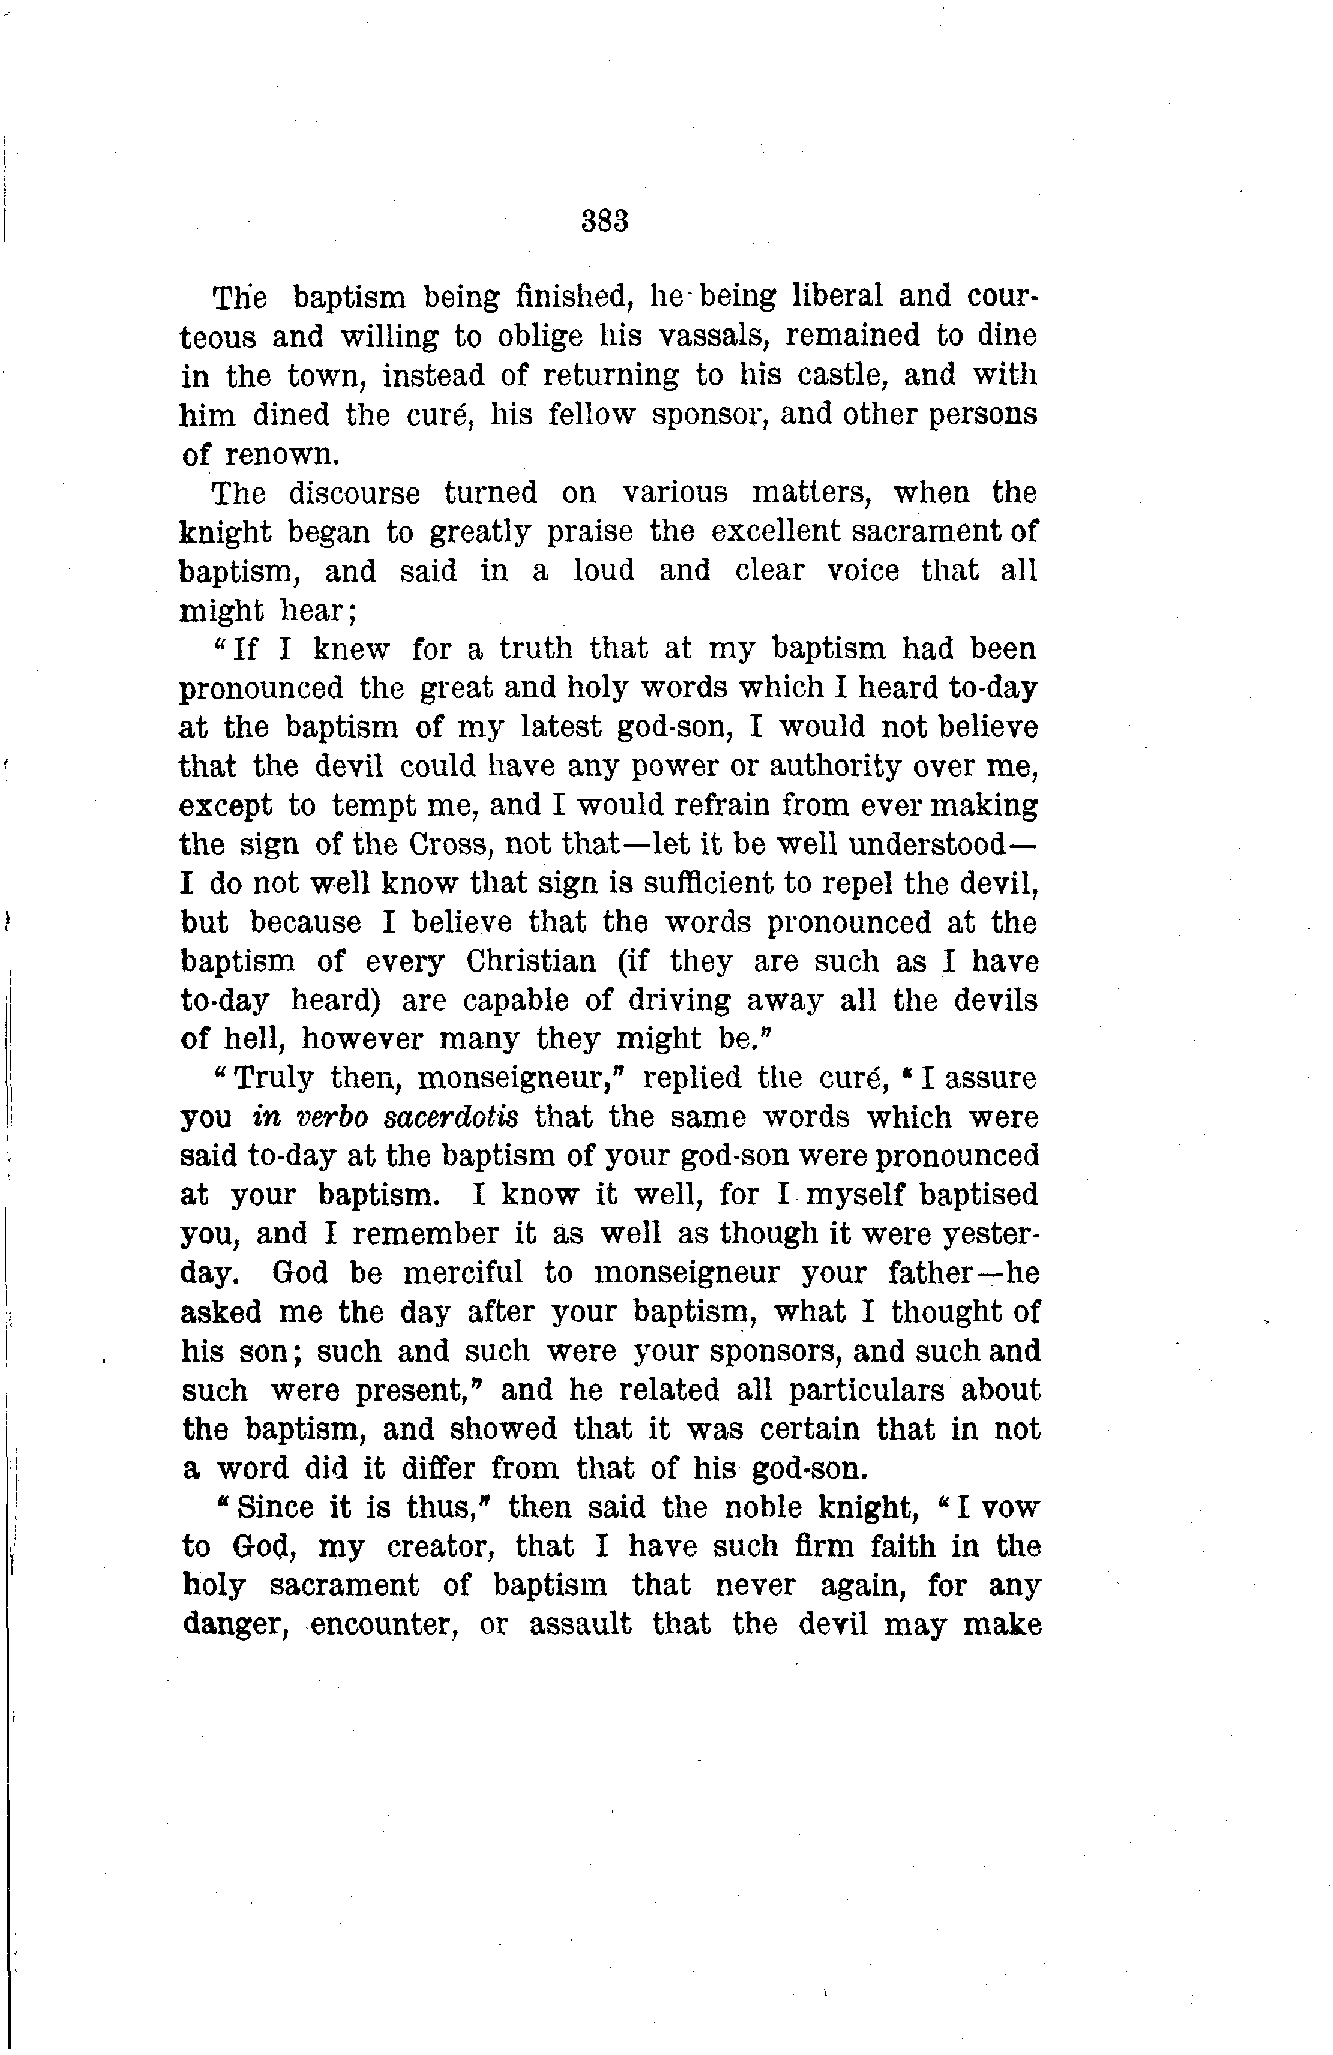 383
The baptism being finished, he being liberal and cour-
teous and willing to oblige his vassals, remained to dine
in the town, instead of returning to his castle, and with
him dined the curé, his fellow sponsor, and other persons
of renown.
The discourse turned on various matters, when the
knight began to greatly praise the excellent sacrament of
baptism, and said in a loud and clear voice that all
might hear;
“If I knew for a truth that at my baptism had been
pronounced the great and holy words which I heard to-day
at the baptism of my latest god-son, I would not believe
that the devil could have any power or authority over me,
except to tempt me, and I would refrain from ever making
the sign of the Cross, not that—let it be well understood—
I do not well know that sign is sufficient to repel the devil,
but because I believe that the words pronounced at the
baptism of every Christian (if they are such as I have
to-day heard) are capable of driving away all the devils
of hell, however many they might be.”
“Truly then, monseigneur,” replied the curé, “I assure
you in verbo sacerdotis that the same words which were
said to-day at the baptism of your god-son were pronounced
at your baptism. I know it well, for I myself baptised
you, and I remember it as well as though it were yester-
day. God be merciful to monseigneur your father—he
asked me the day after your baptism, what I thought of
his son; such and such were your sponsors, and such and
such were present,” and he related all particulars about
the baptism, and showed that it was certain that in not
a word did it differ from that of his god-son.
“Since it is thus,” then said the noble knight, “I vow
to God, my creator, that I have such firm faith in the
holy sacrament of baptism that never again, for any
danger, encounter, or assault that the devil may make